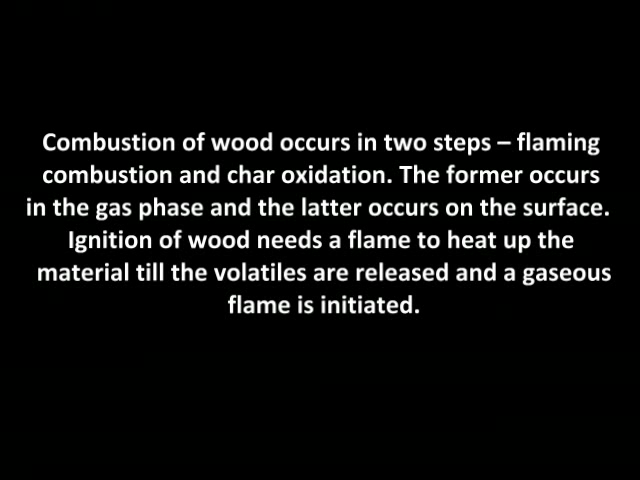 Combustion of wood occurs in two steps – flaming
combustion and char oxidation. The former occurs
in the gas phase and the latter occurs on the surface.
Ignition of wood needs a flame to heat up the
material till the volatiles are released and a gaseous
flame is initiated.